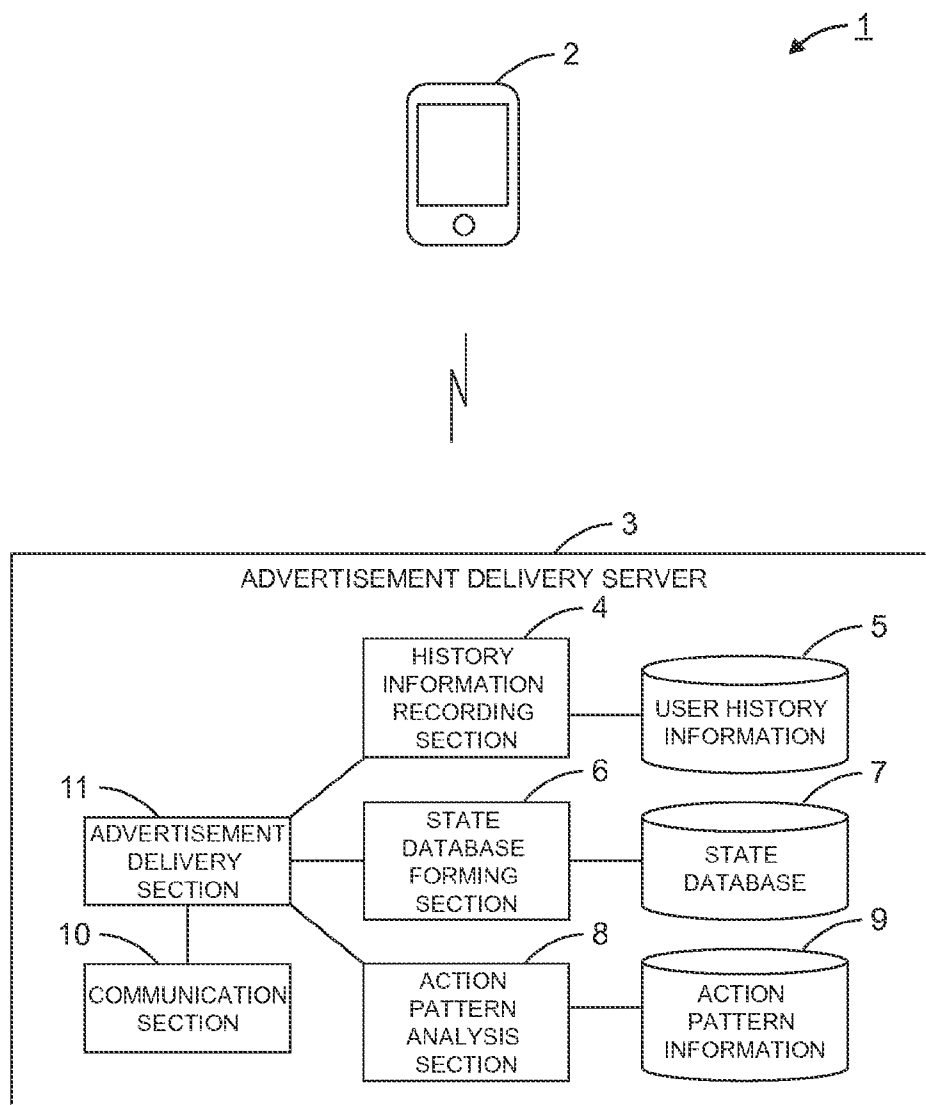 1
2
3
ADVERTISEMENT DELIVERY SERVER
4
HISTORY
INFORMATION
RECORDING
SECTION
5
USER HISTORY
INFORMATION
11
ADVERTISEMENT
DELIVERY
SECTION
6
STATE
DATABASE
FORMING
SECTION
7
STATE
DATABASE
10
COMMUNICATION
SECTION
8
ACTION
PATTERN
ANALYSIS
SECTION
9
ACTION
PATTERN
INFORMATION